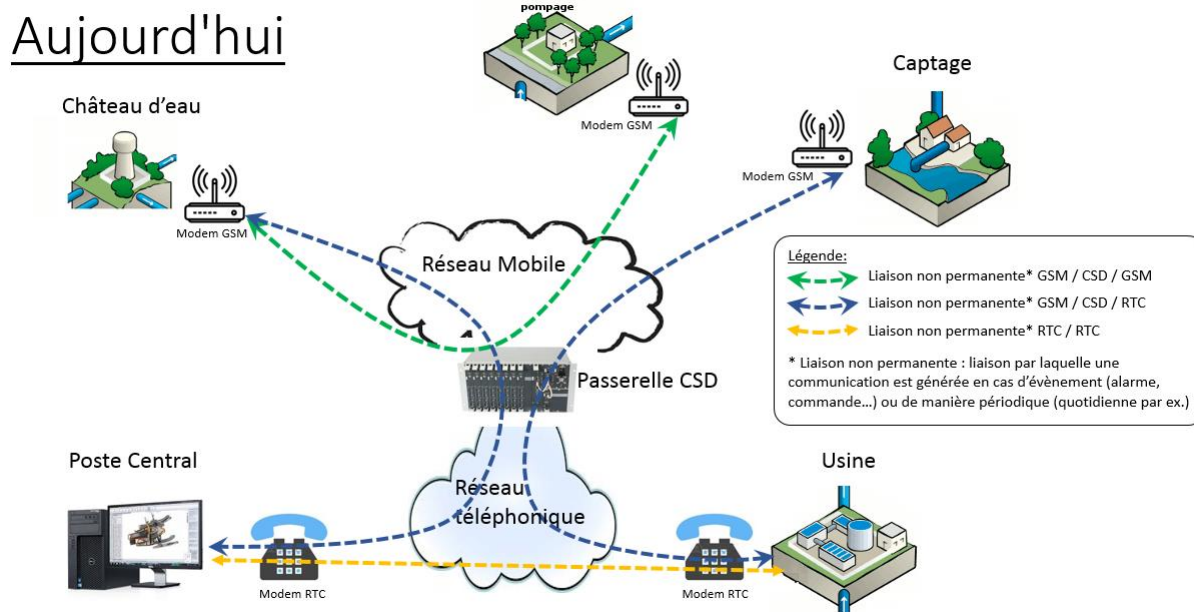 Aujourd'hui
pompage
Captage
Château d'eau
Modem GSM
Modem GSM
Modem GSM
Réseau Mobile
Légende:
Liaison non permanente* GSM / CSD / GSM
Liaison non permanente* GSM / CSD / RTC
Liaison non permanente* RTC / RTC
* Liaison non permanente : liaison par laquelle une
communication est générée en cas d'évènement (alarme,
commande...) ou de manière périodique (quotidienne par ex.)
Passerelle CSD
Poste Central
Usine
Réseau
téléphonique
Modem RTC
Modem RTC